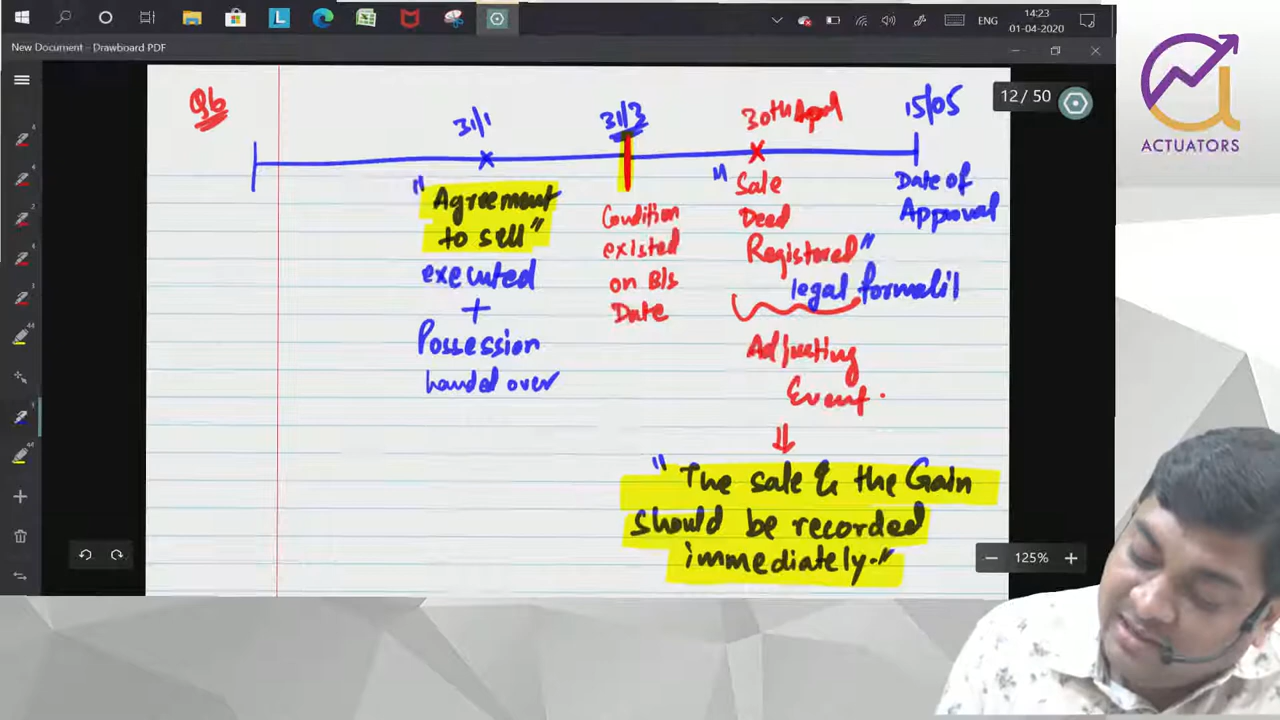 14:23
ENG
01-04-2020
New Document - Drawboard PDF
12 / 50
ACTUATORS
Q6
31/1
31/3
30th April
15/05
"Agreement
to sell"
executed
+
Possession
handed over
Condition
existed
on B/s
Date
"Sale
Deed
Registered"
legal formali
Adjusting
Event.
Date of
Approval
"The sale & the Gain
should be recorded
immediately."
125%